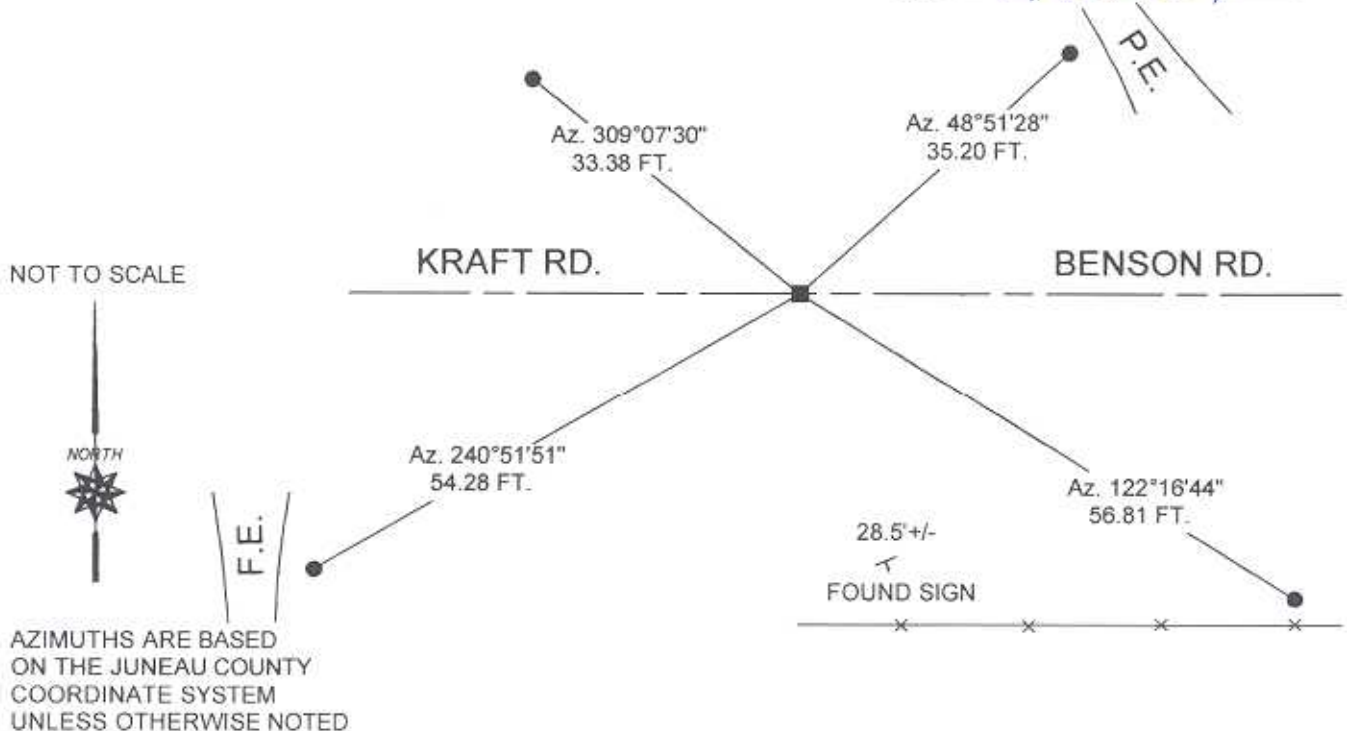 P.E.
Az. 309°07'30"
33.38 FT.
Az. 48°51'28"
35.20 FT.
NOT TO SCALE
KRAFT RD.
BENSON RD.
NORTH
Az. 240°51'51"
54.28 FT.
Az. 122°16'44"
56.81 FT.
F.E.
28.5'+/-
FOUND SIGN
AZIMUTHS ARE BASED
ON THE JUNEAU COUNTY
COORDINATE SYSTEM
UNLESS OTHERWISE NOTED